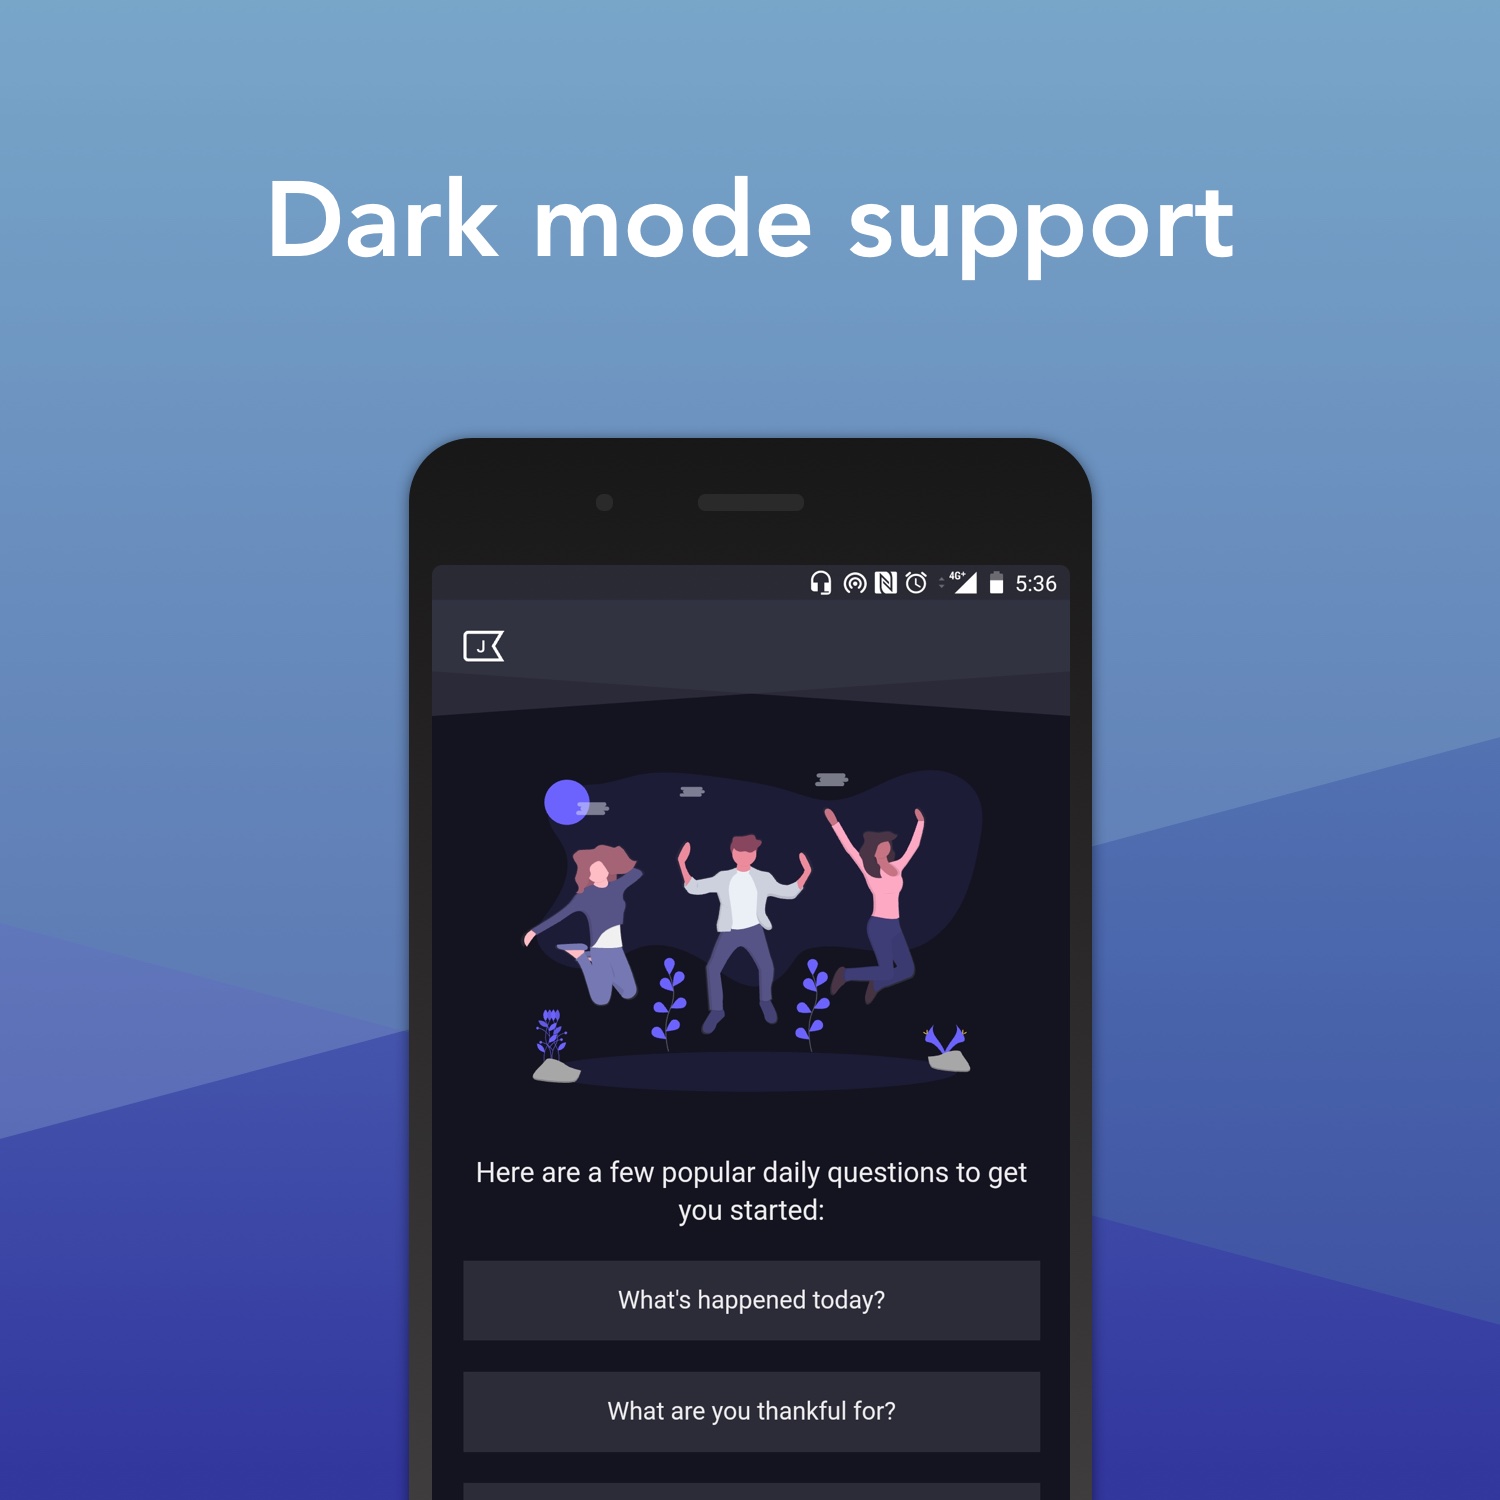 Dark mode support
4G+ 5:36
J
Here are a few popular daily questions to get
you started:
What's happened today?
What are you thankful for?